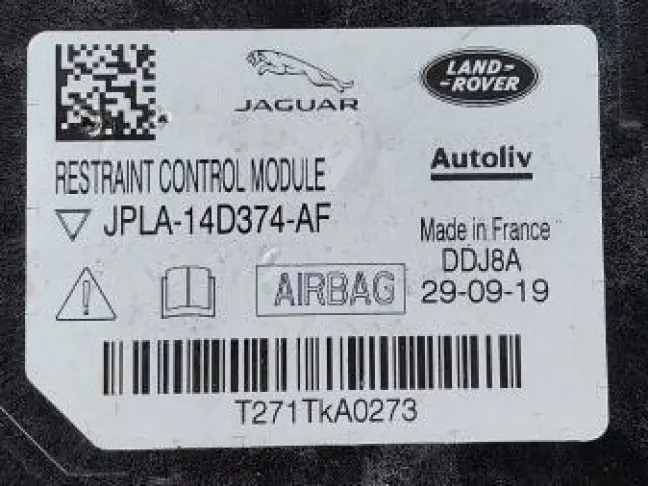 JAGUAR
LAND-
-ROVER
Autoliv
RESTRAINT CONTROL MODULE
JPLA-14D374-AF
Made in France
DDJ8A
AIRBAG
29-09-19
T271TkA0273